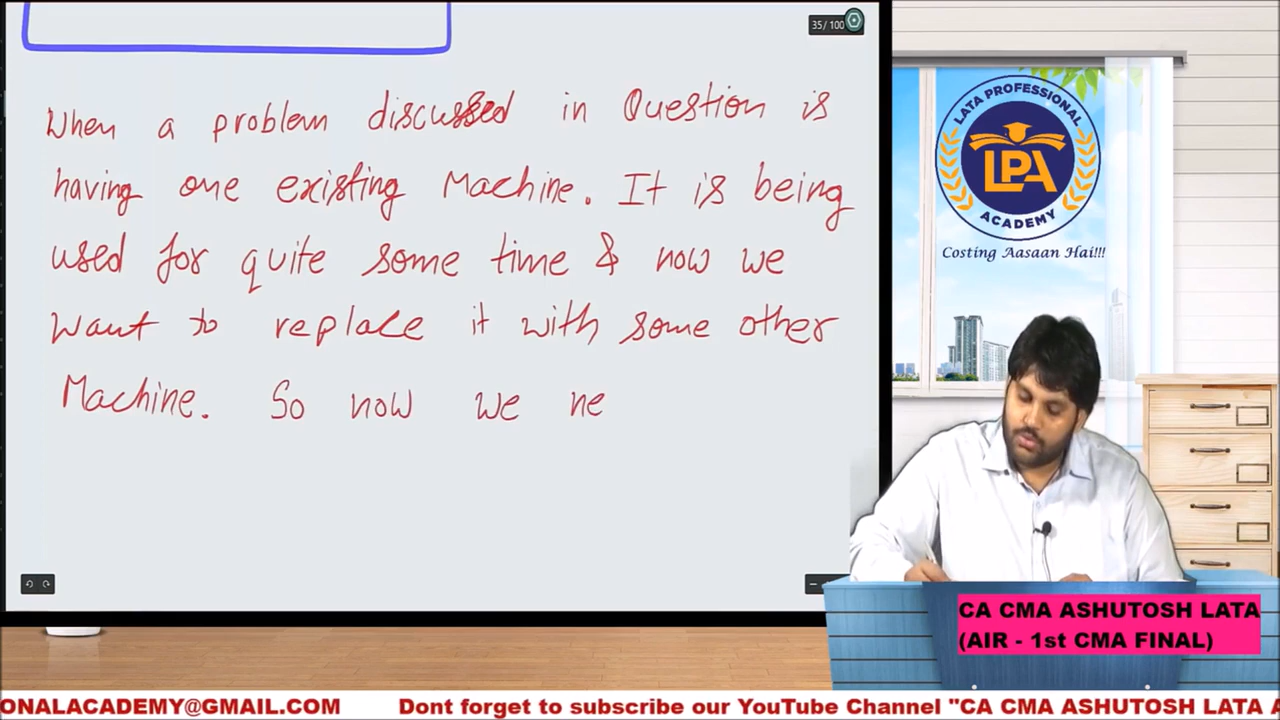 35/100
When a problem discussed in Question is
having one existing Machine. It is being
used for quite some time & now we
want to replace it with some other
Machine. So now we ne
LATA PROFESSIONAL
LPA
ACADEMY
Costing Aasaan Hai!!!
CA CMA ASHUTOSH LATA
(AIR - 1st CMA FINAL)
ONALACADEMY@GMAIL.COM Dont forget to subscribe our YouTube Channel "CA CMA ASHUTOSH LATA